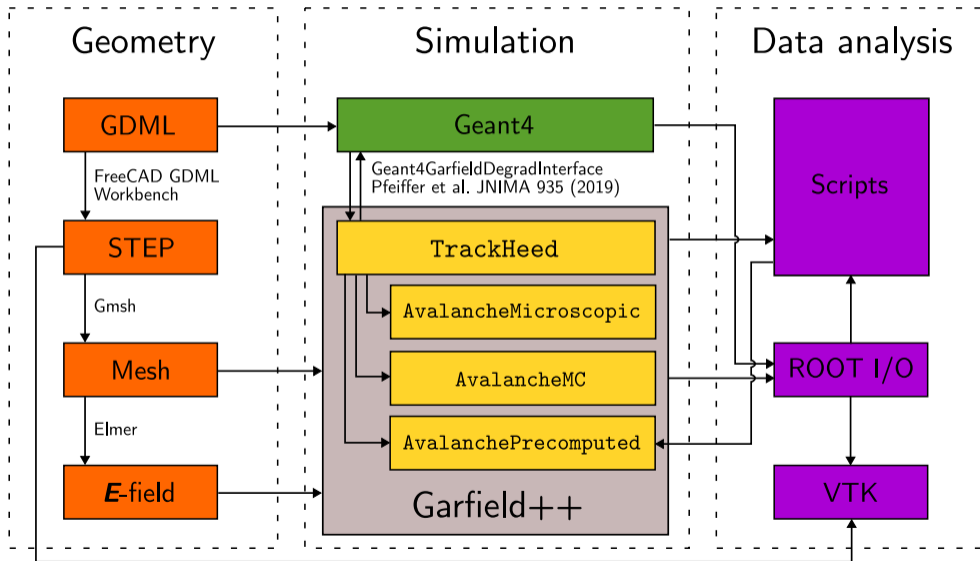 Geometry
Simulation
Data analysis
GDML
FreeCAD GDML
Workbench
STEP
Gmsh
Mesh
Elmer
E-field
Geant4
Geant4GarfieldDegradInterface
Pfeiffer et al. JNIMA 935 (2019)
TrackHeed
AvalancheMicroscopic
AvalancheMC
AvalanchePrecomputed
Garfield++
Scripts
ROOT I/O
VTK